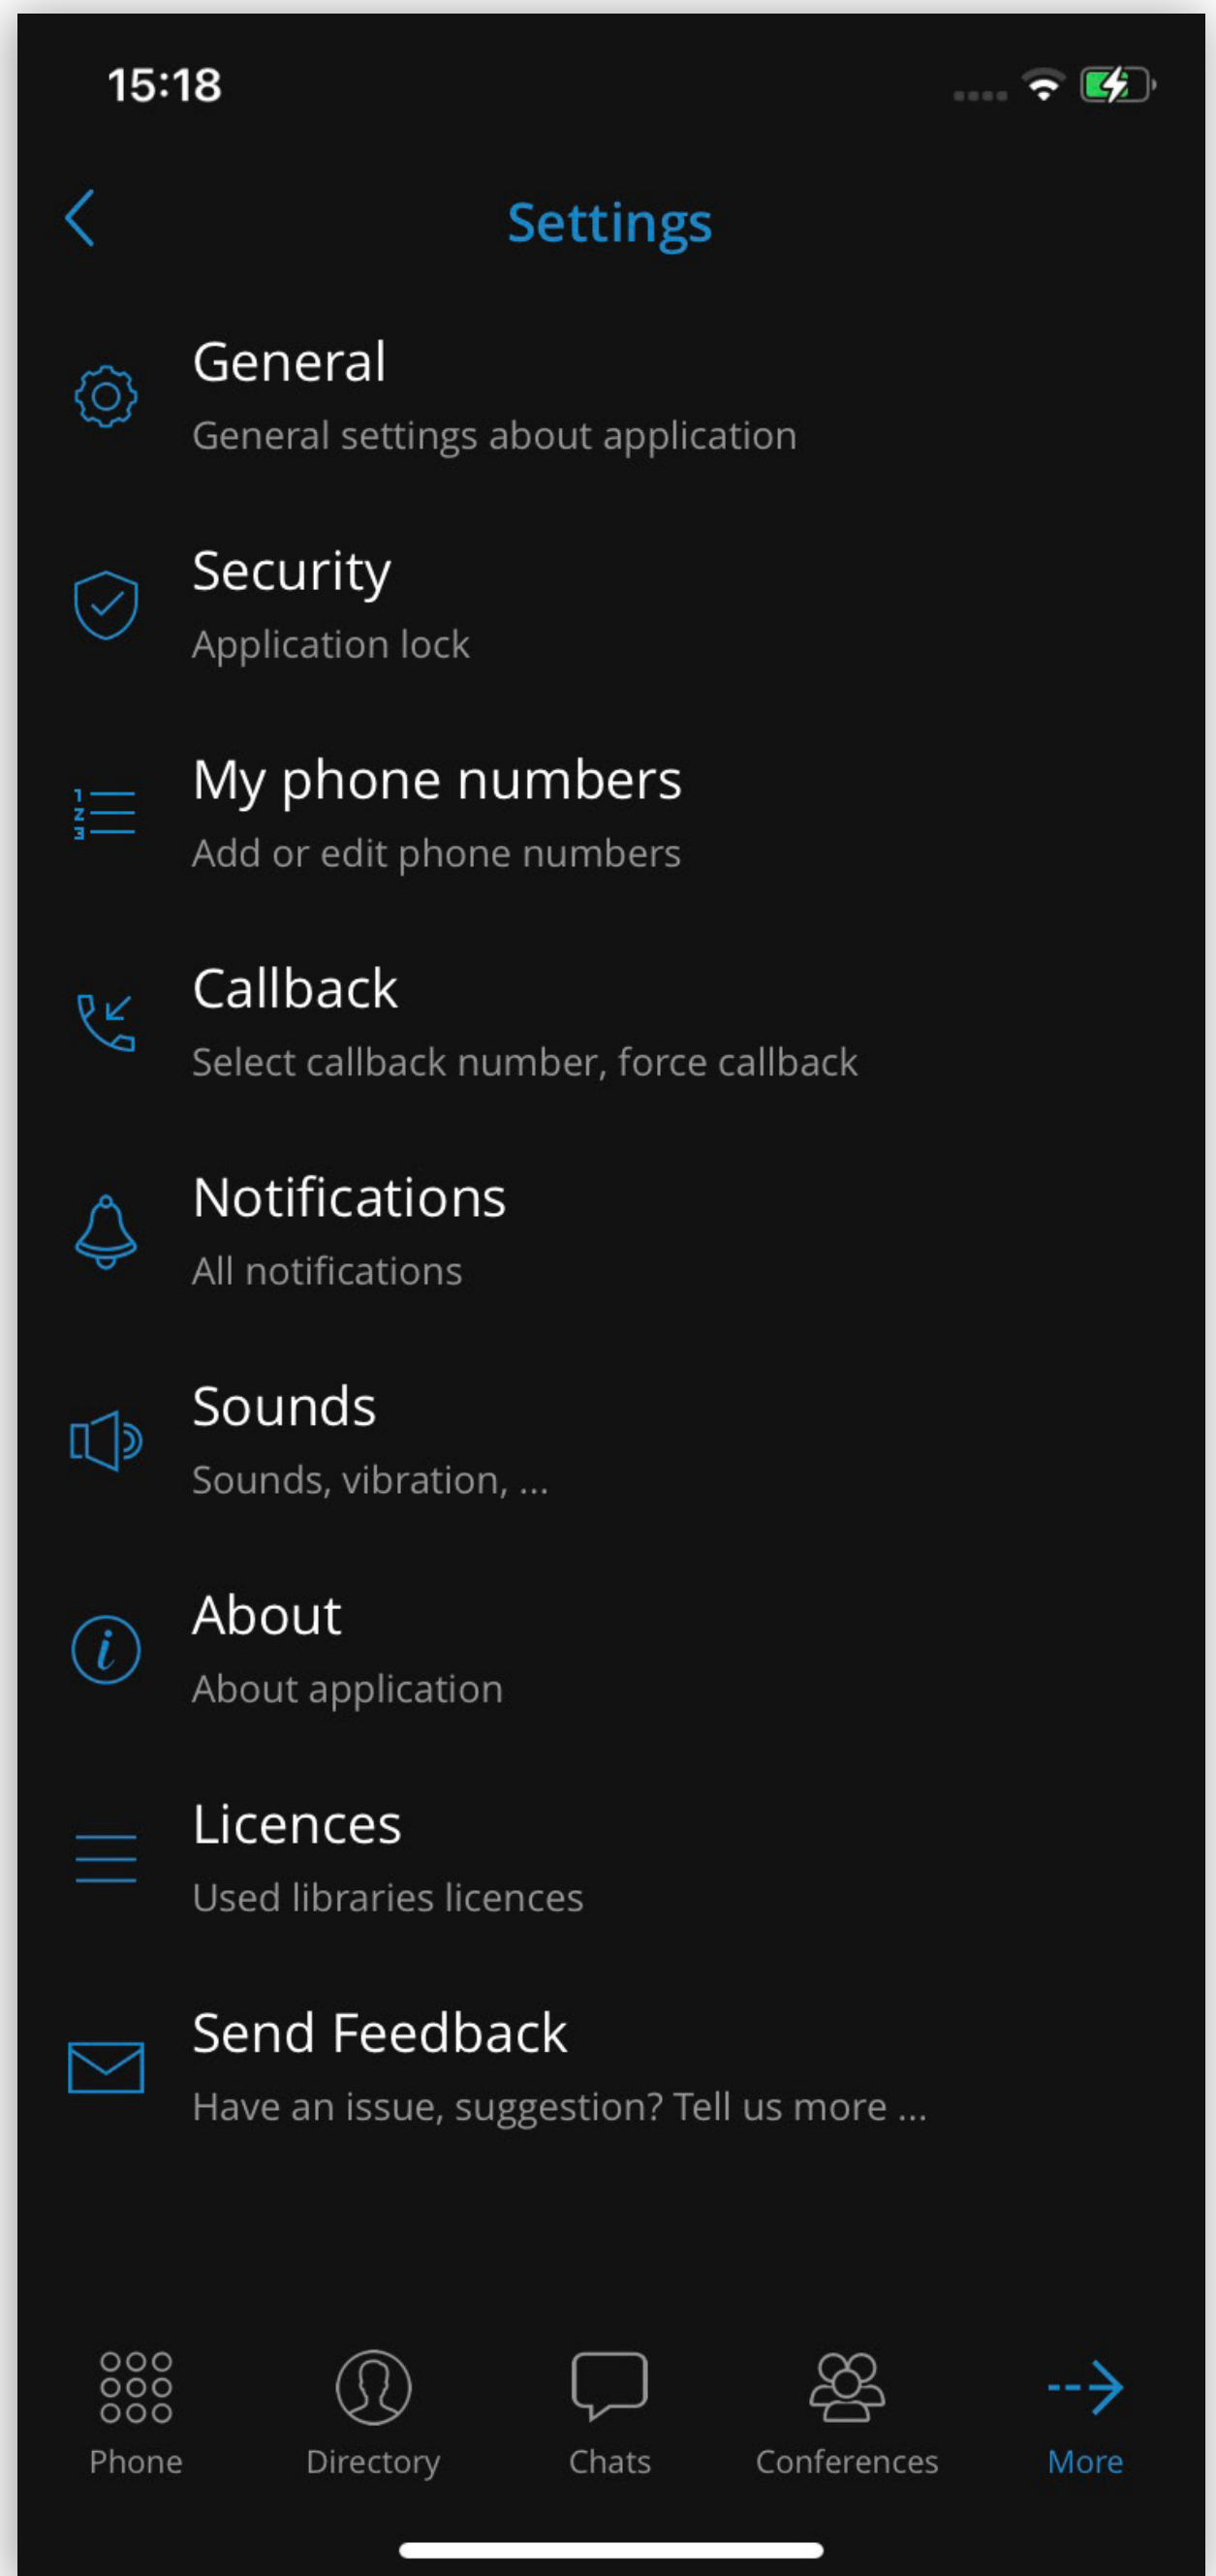 15:18
Settings
General
General settings about application
Security
Application lock
My phone numbers
Add or edit phone numbers
Callback
Select callback number, force callback
Notifications
All notifications
Sounds
Sounds, vibration, ...
About
About application
Licences
Used libraries licences
Send Feedback
Have an issue, suggestion? Tell us more ...
Phone Directory Chats Conferences More